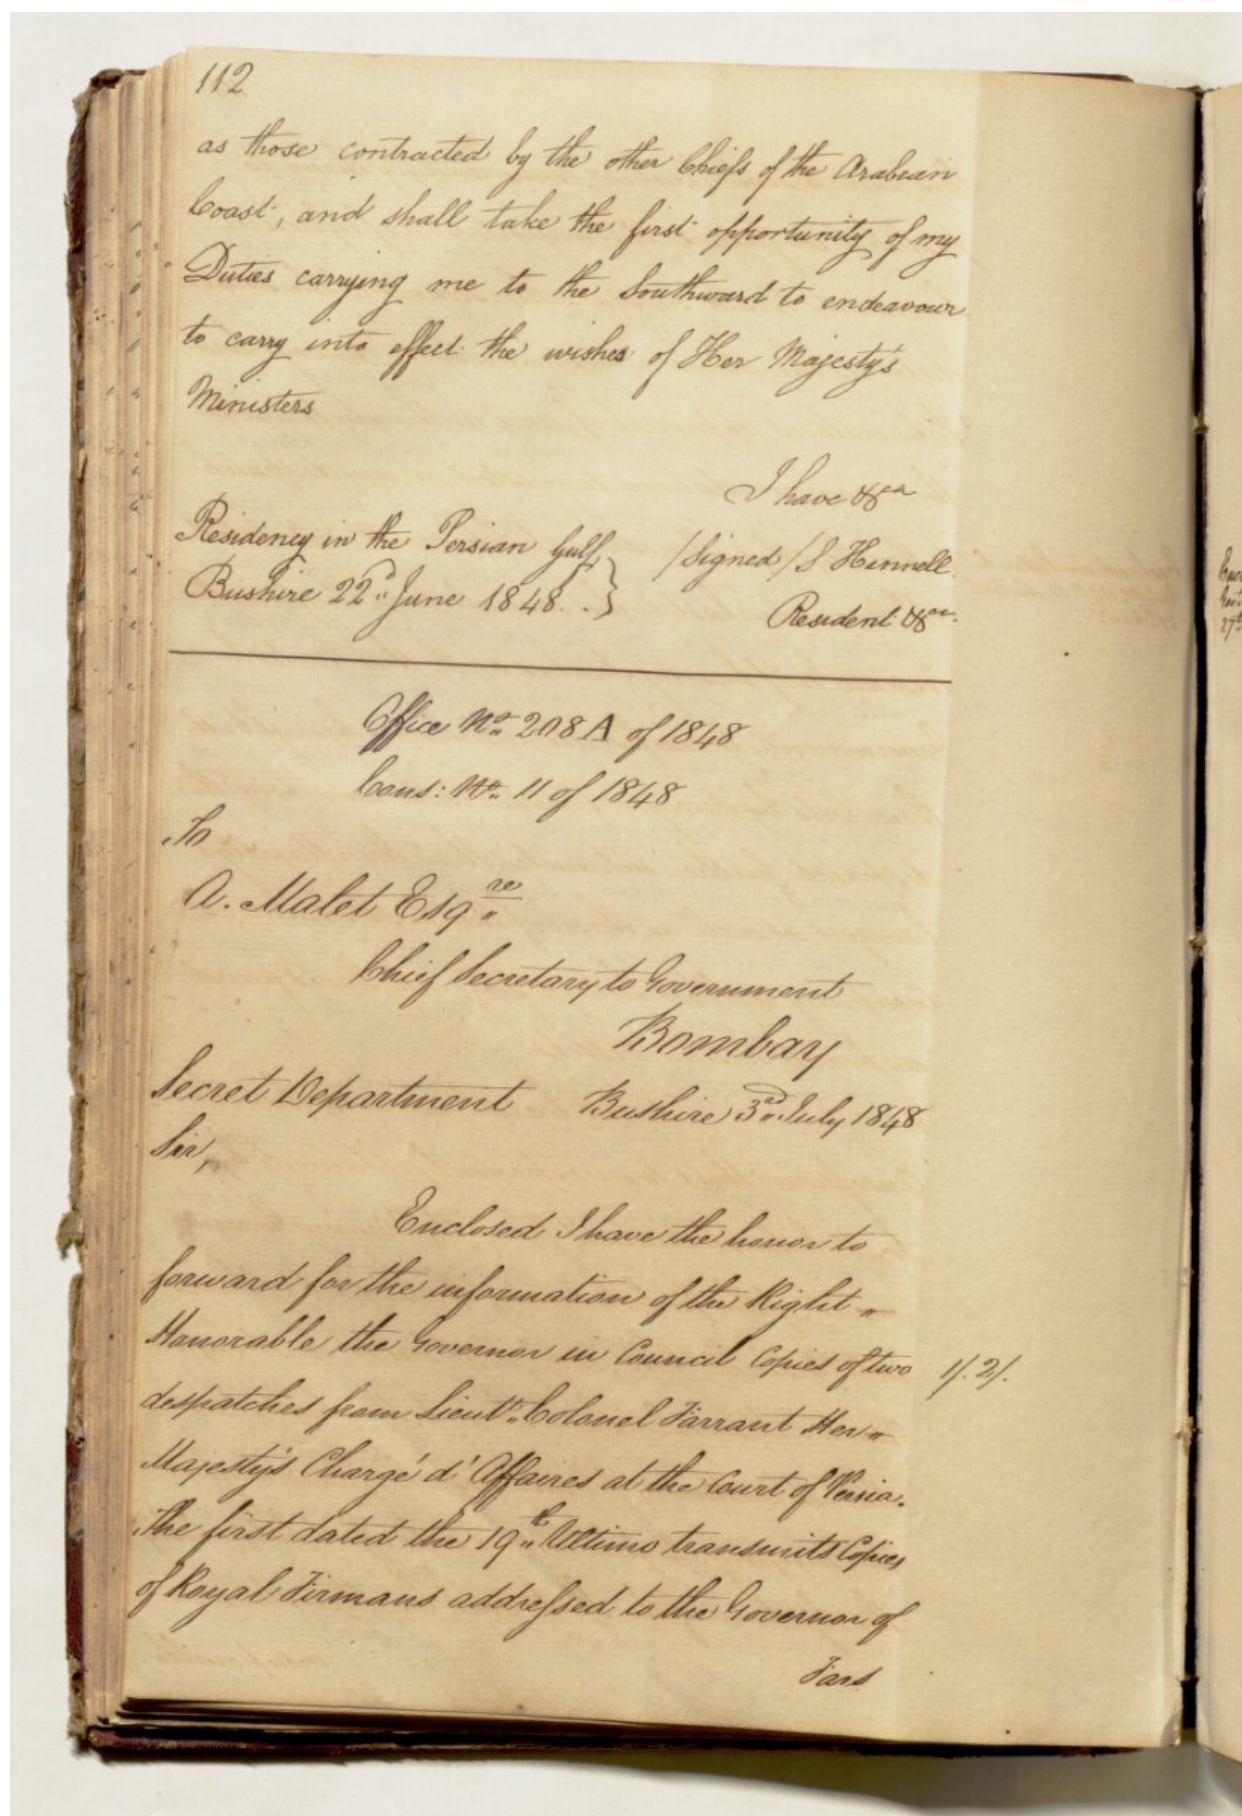 112
as those contracted by the other Chiefs of the Arabian
Coast, and shall take the first opportunity of my
Duties carrying me to the Southward to endeavour
to carry into effect the wishes of Her Majesty's
Ministers
I have &ca
Residency in the Persian Gulf } /Signed/ S Hennell
Bushire 22d June 1848. } Resident &ca
Office No 208 A of 1848
Cons: No 11 of 1848
To
A. Malet Esqre
Chief Secretary to Government
Bombay
Secret Department Bushire 3d July 1848
Sir,
Enclosed I have the honor to
forward for the information of the Right
Honorable the Governor in Council Copies of two 1/. 2/.
despatches from Lieut. Colonel Farrant Her
Majesty's Chargé d'Affaires at the Court of Persia.
The first dated the 19th Ultimo transmits Copies
of Royal Firmans addressed to the Governor of
Fars
27th